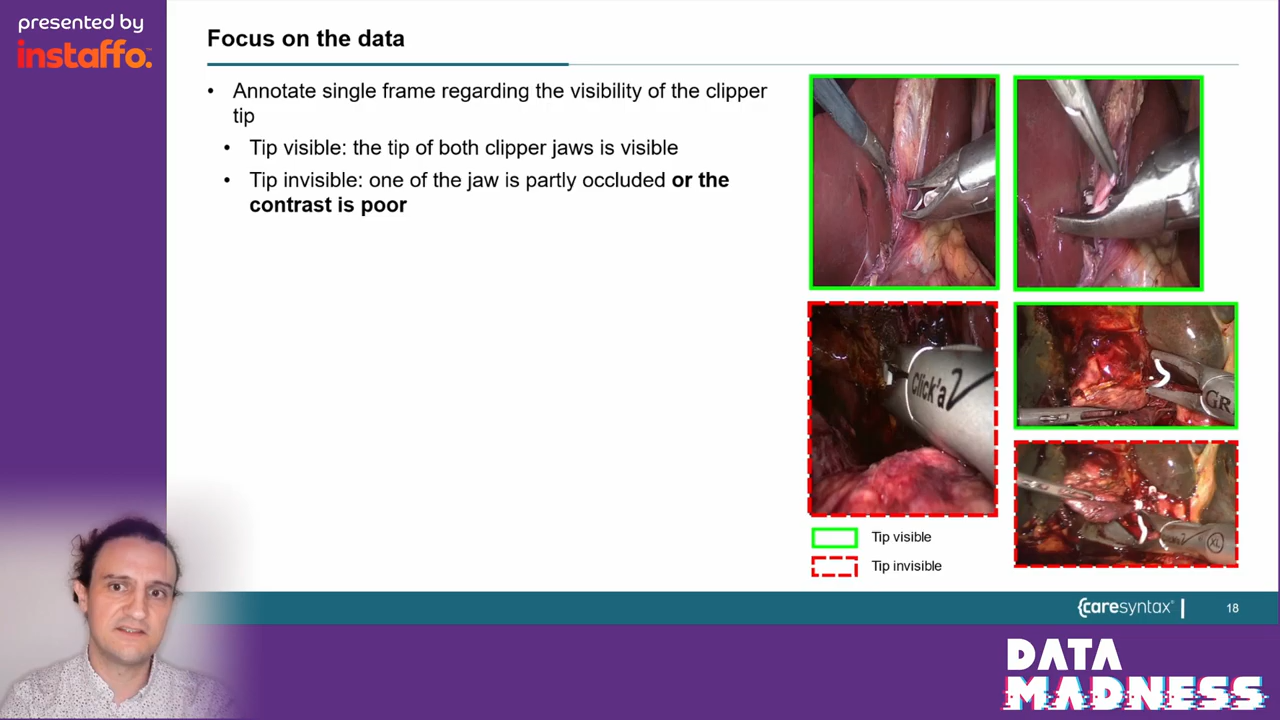 presented by
instaffo.
Focus on the data
• Annotate single frame regarding the visibility of the clipper
tip
• Tip visible: the tip of both clipper jaws is visible
• Tip invisible: one of the jaw is partly occluded or the
contrast is poor
Click'a V
GR
XL
Tip visible
Tip invisible
{caresyntax®
18
DATA
MADNESS